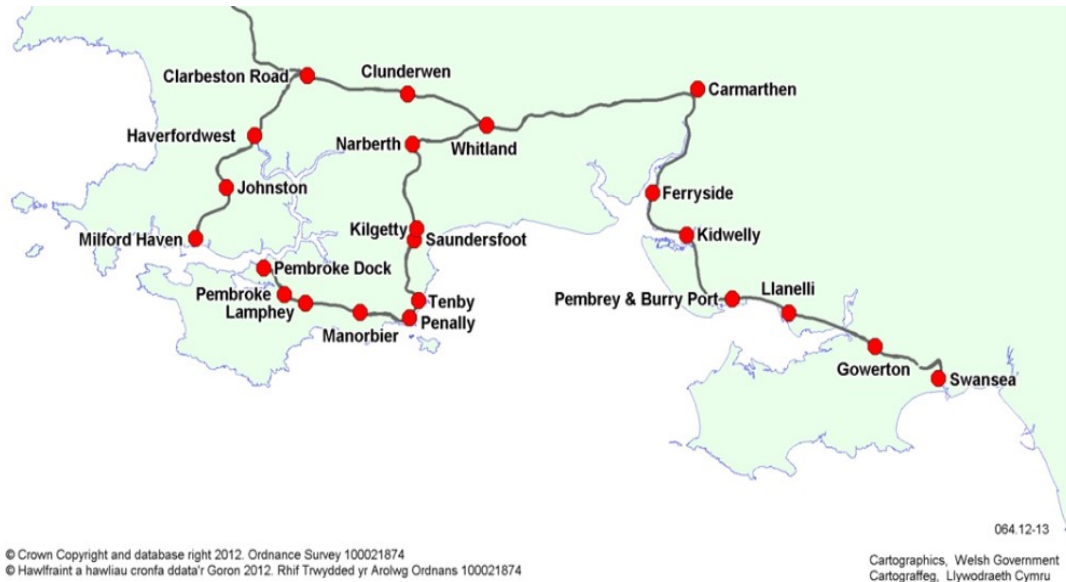 Clarbeston Road
Clunderwen
Carmarthen
Haverfordwest
Narberth
Whitland
Johnston
Ferryside
Milford Haven
Kilgetty
Saundersfoot
Kidwelly
Pembroke Dock
Pembroke
Lamphey
Tenby
Pembrey & Burry Port
Llanelli
Manorbier
Penally
Gowerton
Swansea
064.12-13
© Crown Copyright and database right 2012. Ordnance Survey 100021874
© Hawlfraint a hawliau cronfa ddata'r Goron 2012. Rhif Trwydded yr Arolwg Ordnans 100021874
Cartographics, Welsh Government
Cartograffeg, Llywodraeth Cymru